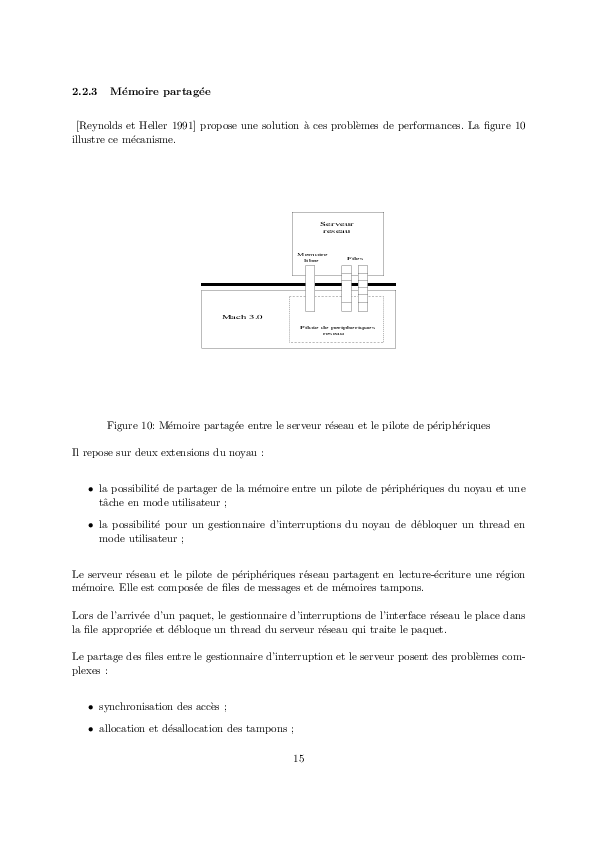 2.2.3 Mémoire partagée
[Reynolds et Heller 1991] propose une solution à ces problèmes de performances. La figure 10
illustre ce mécanisme.
Serveur
reseau
Memoire
libre
Files
Mach 3.0
Pilote de peripheriques
reseau
Figure 10: Mémoire partagée entre le serveur réseau et le pilote de périphériques
Il repose sur deux extensions du noyau :
• la possibilité de partager de la mémoire entre un pilote de périphériques du noyau et une
tâche en mode utilisateur ;
• la possibilité pour un gestionnaire d'interruptions du noyau de débloquer un thread en
mode utilisateur ;
Le serveur réseau et le pilote de périphériques réseau partagent en lecture-écriture une région
mémoire. Elle est composée de files de messages et de mémoires tampons.
Lors de l'arrivée d'un paquet, le gestionnaire d'interruptions de l'interface réseau le place dans
la file appropriée et débloque un thread du serveur réseau qui traite le paquet.
Le partage des files entre le gestionnaire d'interruption et le serveur posent des problèmes com-
plexes :
• synchronisation des accès ;
• allocation et désallocation des tampons ;
15